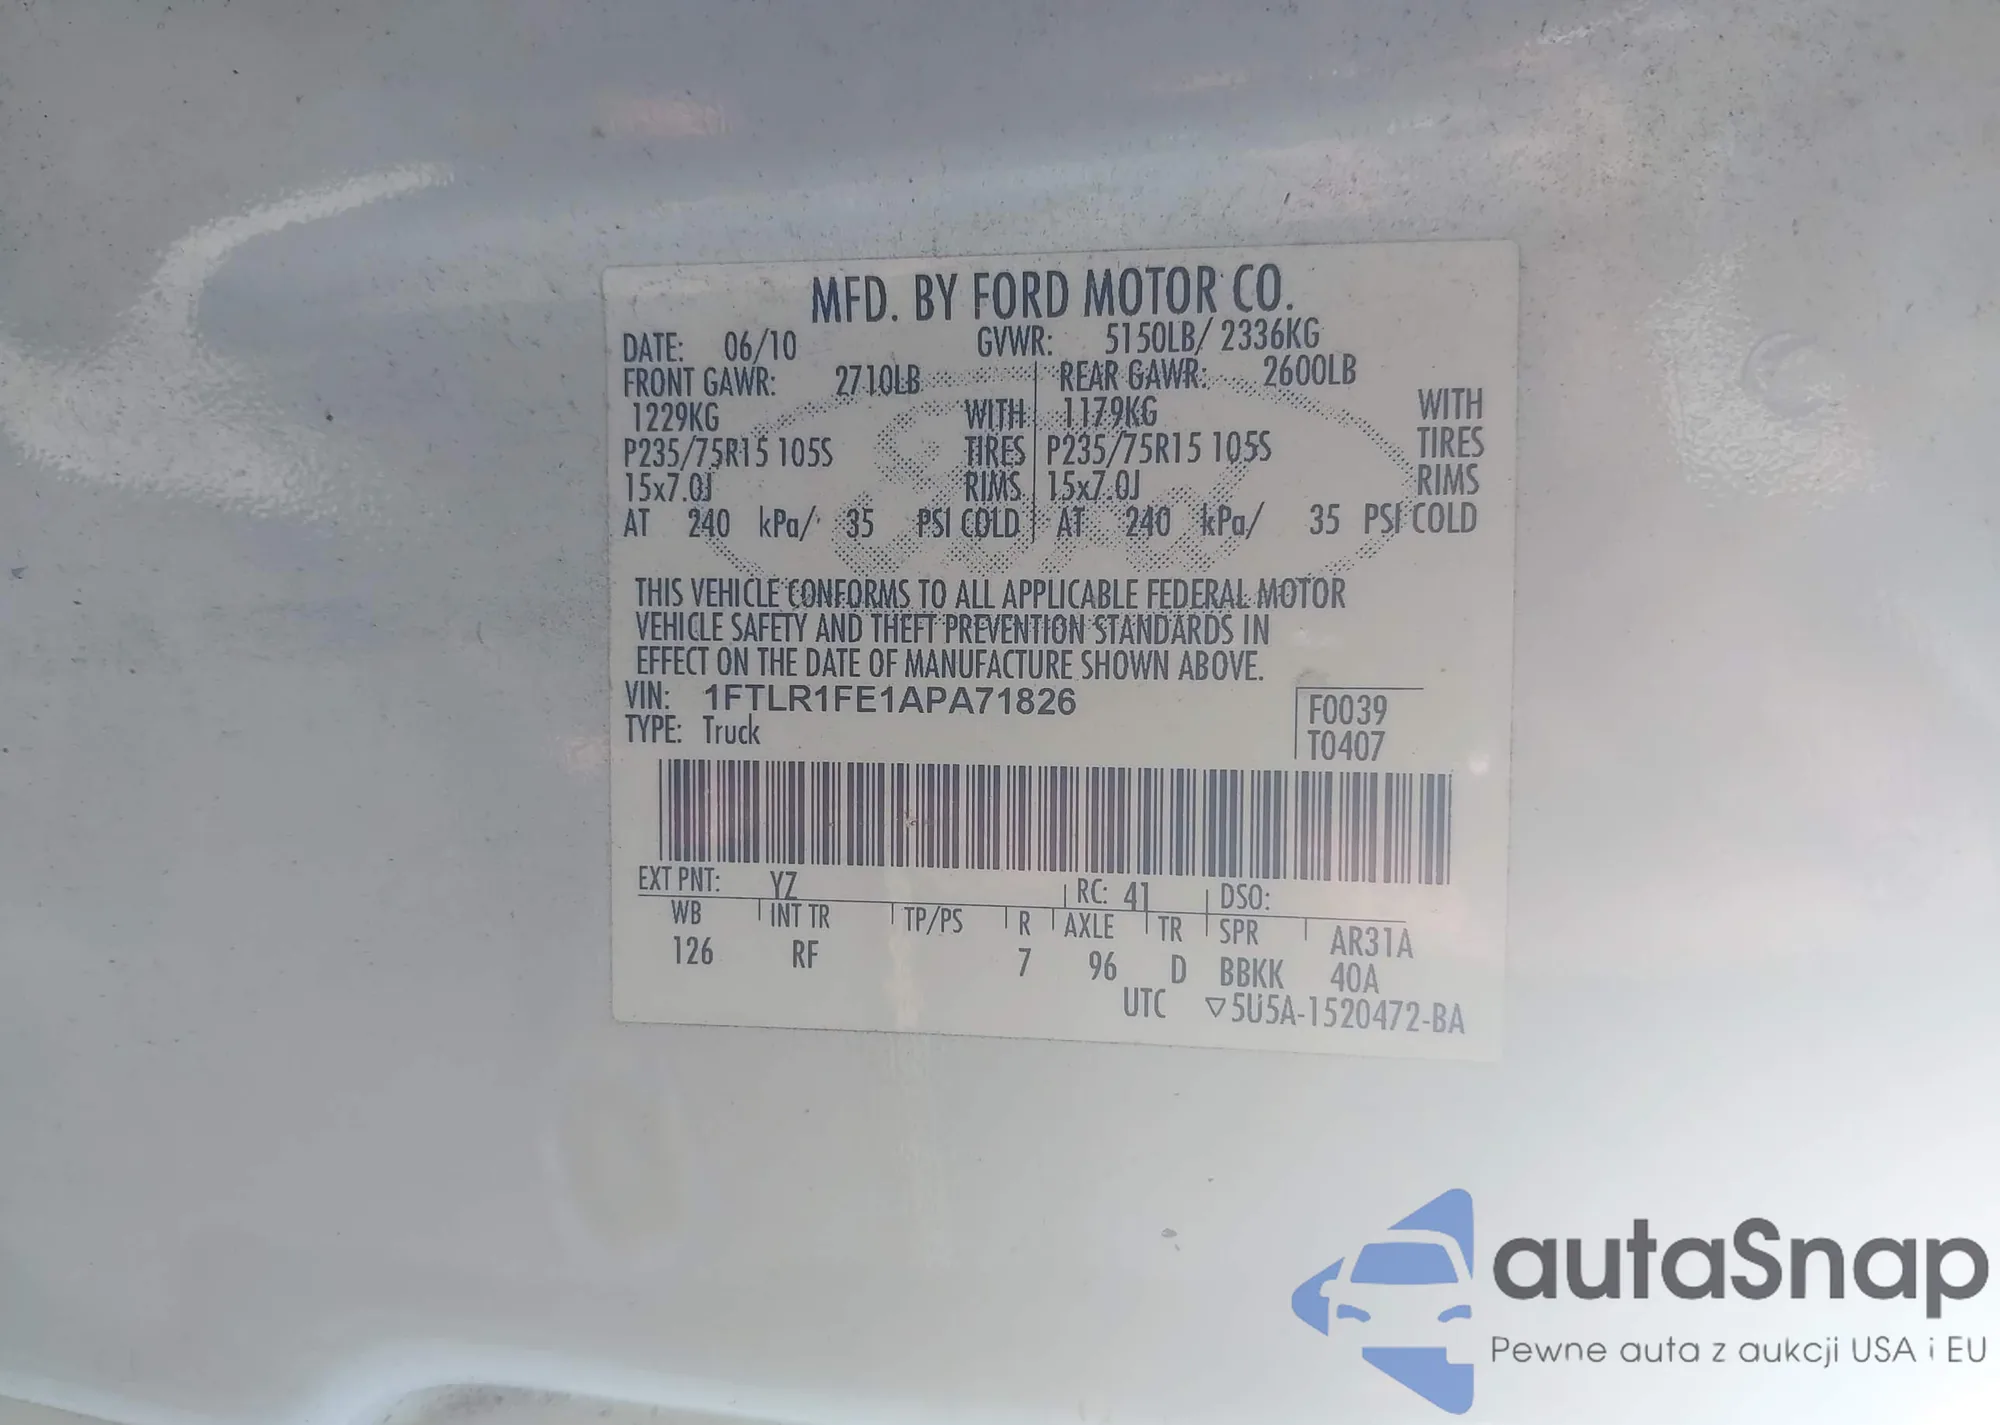 MFD. BY FORD MOTOR CO.
DATE: 06/10 GVWR: 5150LB/ 2336KG
FRONT GAWR: 2710LB REAR GAWR: 2600LB
1229KG WITH 1179KG WITH
P235/75R15 105S TIRES P235/75R15 105S TIRES
15x7.0J RIMS 15x7.0J RIMS
AT 240 kPa/ 35 PSI COLD AT 240 kPa/ 35 PSI COLD
THIS VEHICLE CONFORMS TO ALL APPLICABLE FEDERAL MOTOR
VEHICLE SAFETY AND THEFT PREVENTION STANDARDS IN
EFFECT ON THE DATE OF MANUFACTURE SHOWN ABOVE.
VIN: 1FTLR1FE1APA71826 F0039
TYPE: Truck T0407
EXT PNT: YZ RC: 41 DSO:
WB INT TR TP/PS R AXLE TR SPR AR31A
126 RF 7 96 D BBKK 40A
UTC ▽5U5A-1520472-BA
Ford
autaSnap
Pewne auta z aukcji USA i EU